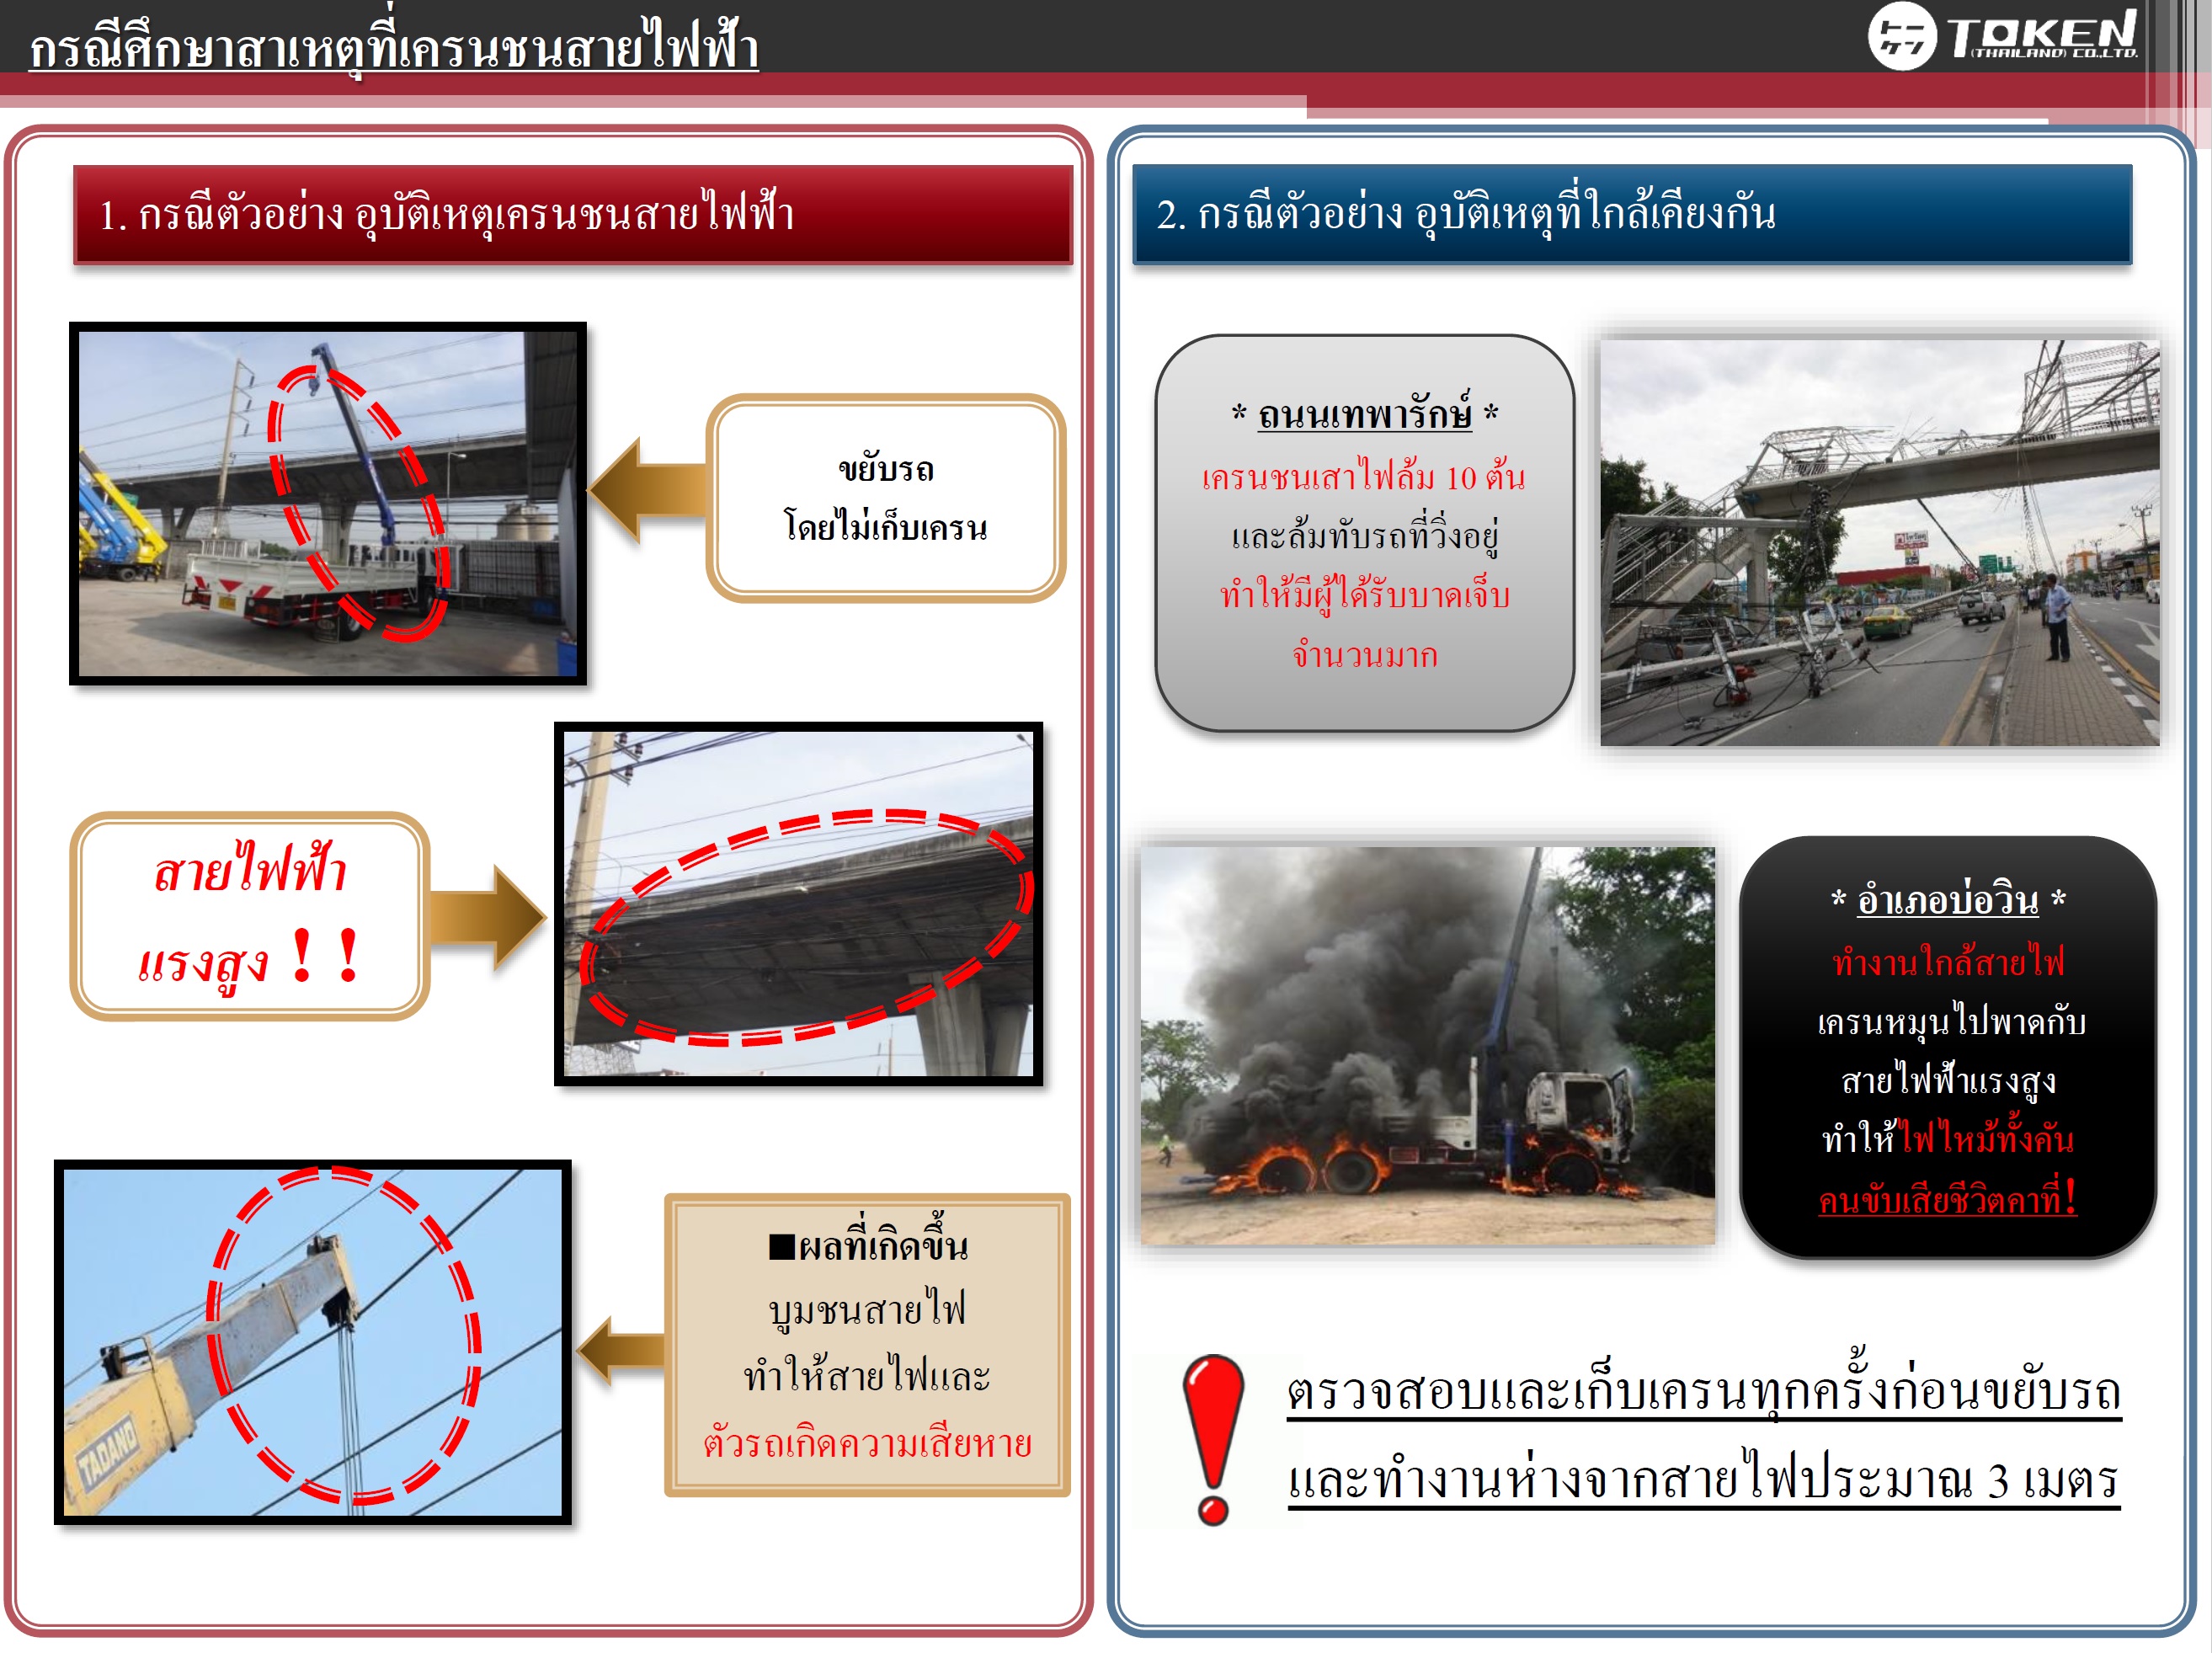 กรณีศึกษาสาเหตุที่เครนชนสายไฟฟ้า
TOKEN
(THAILAND) CO.,LTD.
1. กรณีตัวอย่าง อุบัติเหตุเครนชนสายไฟฟ้า
ขยับรถ
โดยไม่เก็บเครน
สายไฟฟ้า
แรงสูง ! !
TADANO
■ผลที่เกิดขึ้น
บูมชนสายไฟ
ทำให้สายไฟและ
ตัวรถเกิดความเสียหาย
2. กรณีตัวอย่าง อุบัติเหตุที่ใกล้เคียงกัน
* ถนนเทพารักษ์ *
เครนชนเสาไฟล้ม 10 ต้น
และล้มทับรถที่วิ่งอยู่
ทำให้มีผู้ได้รับบาดเจ็บ
จำนวนมาก
* อำเภอบ่อวิน *
ทำงานใกล้สายไฟ
เครนหมุนไปพาดกับ
สายไฟฟ้าแรงสูง
ทำให้ไฟไหม้ทั้งคัน
คนขับเสียชีวิตคาที่!
ตรวจสอบและเก็บเครนทุกครั้งก่อนขยับรถ
และทำงานห่างจากสายไฟประมาณ 3 เมตร